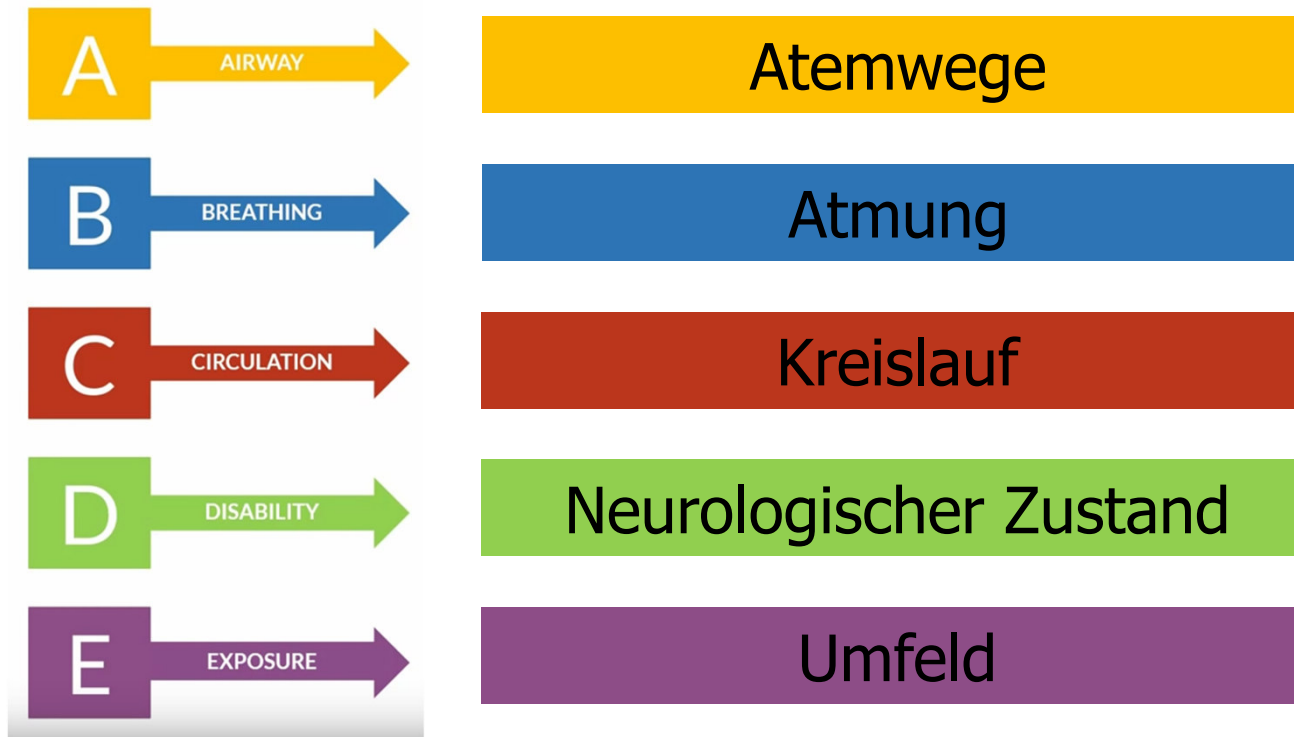 A AIRWAY Atemwege
B BREATHING Atmung
C CIRCULATION Kreislauf
D DISABILITY Neurologischer Zustand
E EXPOSURE Umfeld